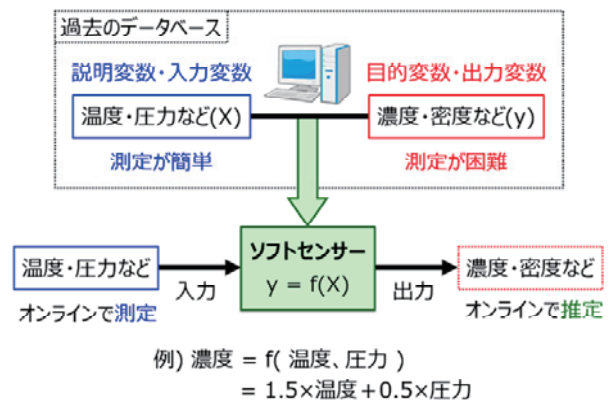 過去のデータベース
説明変数・入力変数
目的変数・出力変数
温度・圧力など(X)
濃度・密度など(y)
測定が簡単
測定が困難
ソフトセンサー
y = f(X)
温度・圧力など
入力
出力
濃度・密度など
オンラインで測定
オンラインで推定
例) 濃度 = f( 温度、圧力 )
= 1.5×温度+0.5×圧力